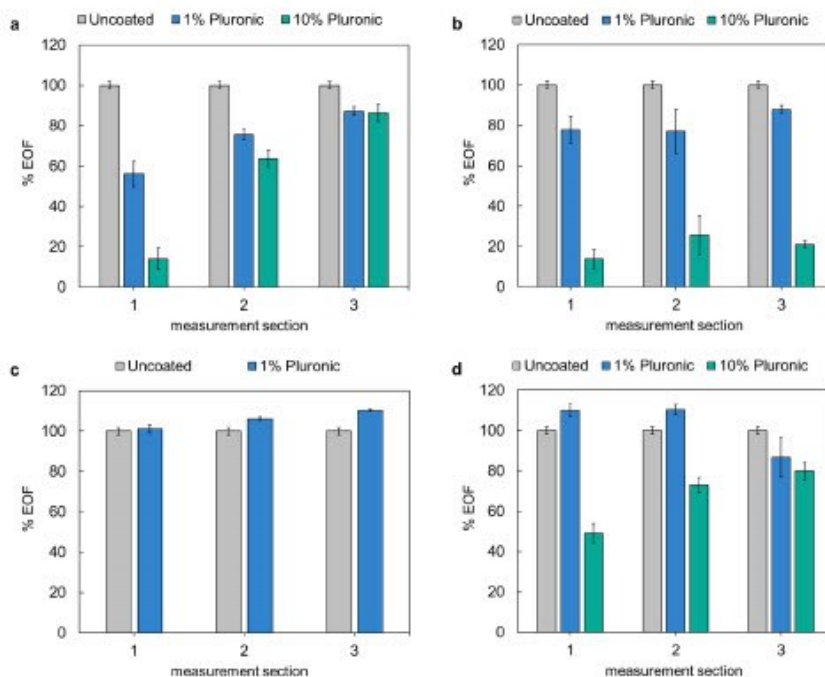 a
Uncoated 1% Pluronic 10% Pluronic
120
100
80
60
40
20
0
% EOF
1 2 3
measurement section
b
Uncoated 1% Pluronic 10% Pluronic
120
100
80
60
40
20
0
% EOF
1 2 3
measurement section
c
Uncoated 1% Pluronic
120
100
80
60
40
20
0
% EOF
1 2 3
measurement section
d
Uncoated 1% Pluronic 10% Pluronic
120
100
80
60
40
20
0
% EOF
1 2 3
measurement section